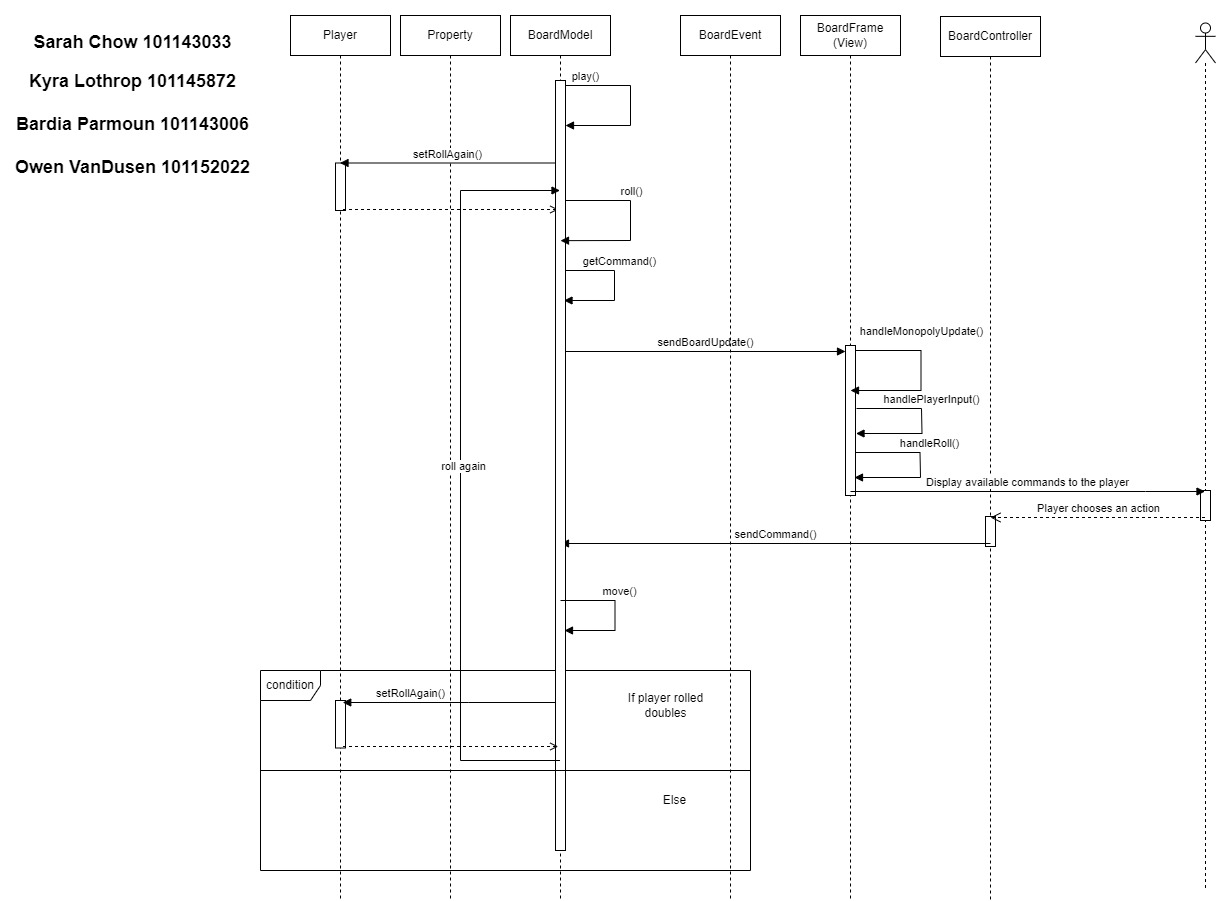 Sarah Chow 101143033
Kyra Lothrop 101145872
Bardia Parmoun 101143006
Owen VanDusen 101152022
Player
Property
BoardModel
BoardEvent
BoardFrame
(View)
BoardController
play()
setRollAgain()
roll()
getCommand()
handleMonopolyUpdate()
sendBoardUpdate()
handlePlayerInput()
handleRoll()
roll again
Display available commands to the player
Player chooses an action
sendCommand()
move()
condition
setRollAgain()
If player rolled
doubles
Else